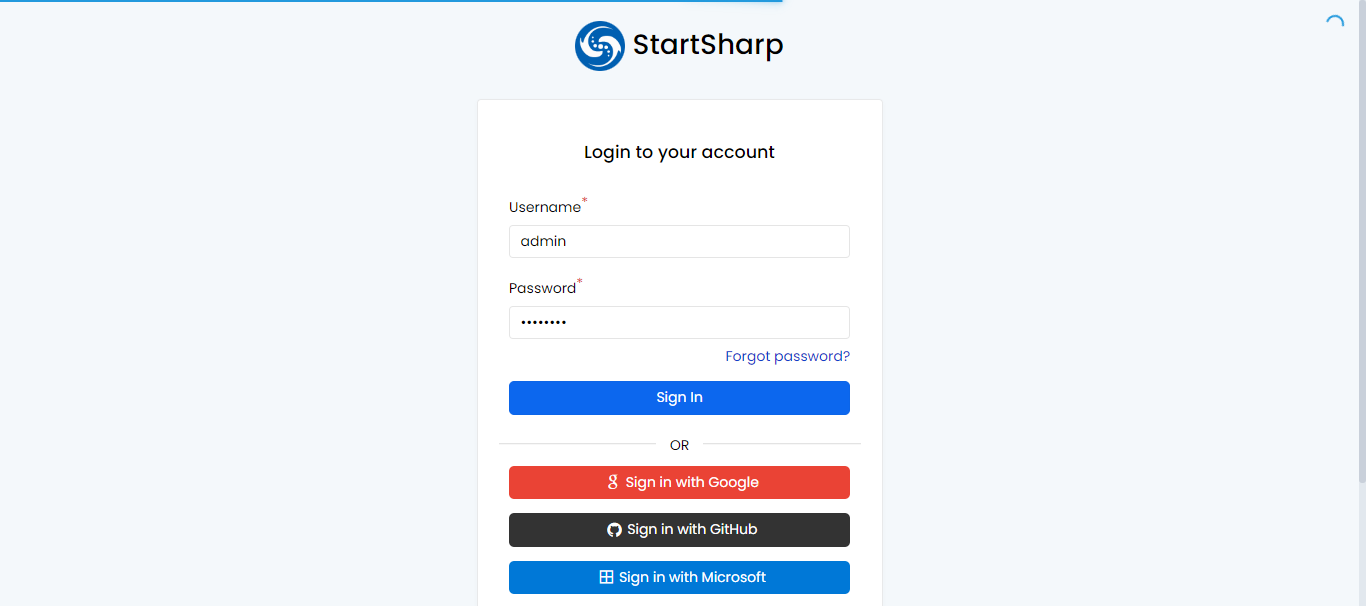 StartSharp
Login to your account
Username*
admin
Password*
••••••••
Forgot password?
Sign In
OR
Sign in with Google
Sign in with GitHub
Sign in with Microsoft